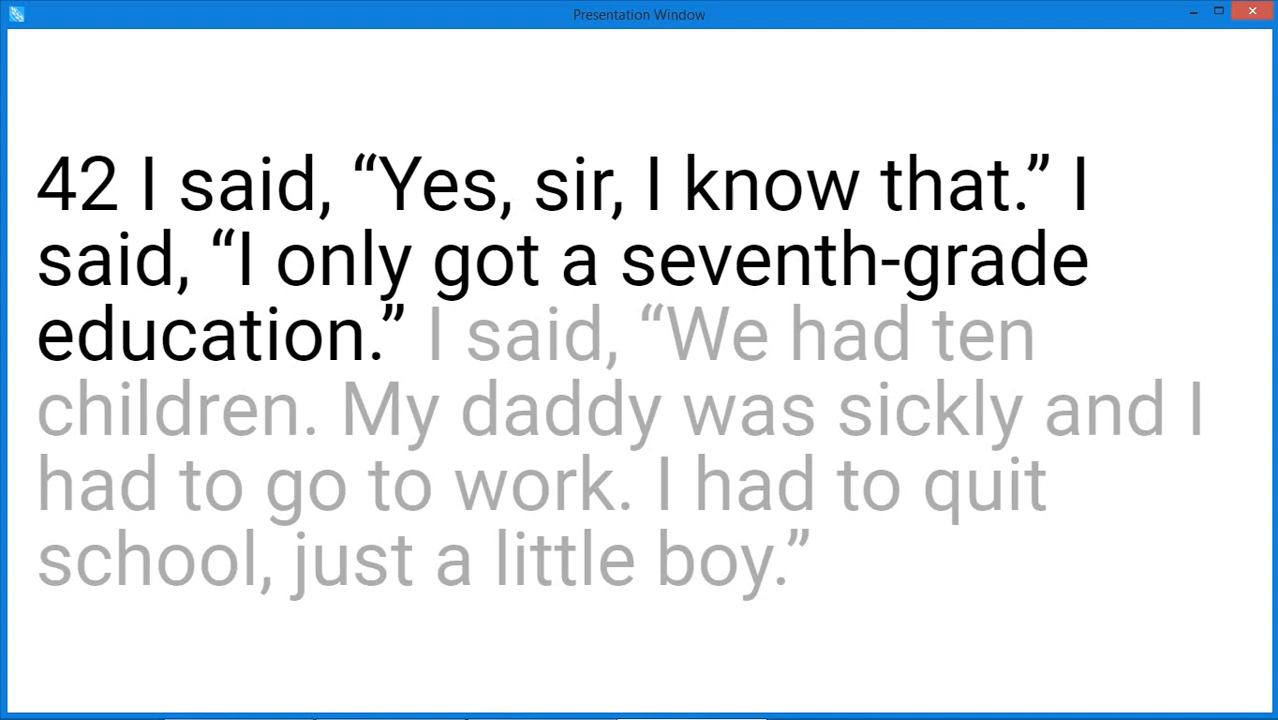 Presentation Window
42 I said, “Yes, sir, I know that.” I
said, “I only got a seventh-grade
education.” I said, “We had ten
children. My daddy was sickly and I
had to go to work. I had to quit
school, just a little boy.”